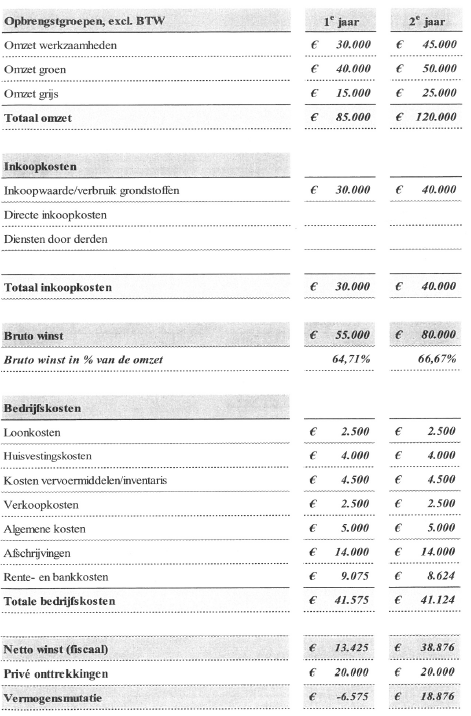 Opbrengstgroepen, excl. BTW 1e jaar 2e jaar
Omzet werkzaamheden € 30.000 € 45.000
Omzet groen € 40.000 € 50.000
Omzet grijs € 15.000 € 25.000
Totaal omzet € 85.000 € 120.000
Inkoopkosten
Inkoopwaarde/verbruik grondstoffen € 30.000 € 40.000
Directe inkoopkosten
Diensten door derden
Totaal inkoopkosten € 30.000 € 40.000
Bruto winst € 55.000 € 80.000
Bruto winst in % van de omzet 64,71% 66,67%
Bedrijfskosten
Loonkosten € 2.500 € 2.500
Huisvestingskosten € 4.000 € 4.000
Kosten vervoermiddelen/inventaris € 4.500 € 4.500
Verkoopkosten € 2.500 € 2.500
Algemene kosten € 5.000 € 5.000
Afschrijvingen € 14.000 € 14.000
Rente- en bankkosten € 9.075 € 8.624
Totale bedrijfskosten € 41.575 € 41.124
Netto winst (fiscaal) € 13.425 € 38.876
Privé onttrekkingen € 20.000 € 20.000
Vermogensmutatie € -6.575 € 18.876